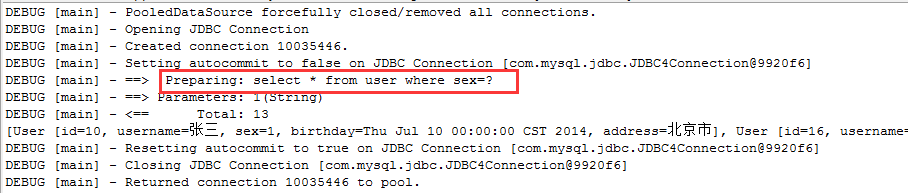 DEBUG [main] - PooledDataSource forcefully closed/removed all connections.
DEBUG [main] - Opening JDBC Connection
DEBUG [main] - Created connection 10035446.
DEBUG [main] - Setting autocommit to false on JDBC Connection [com.mysql.jdbc.JDBC4Connection@9920f6]
DEBUG [main] - ==>  Preparing: select * from user where sex=?
DEBUG [main] - ==> Parameters: 1(String)
DEBUG [main] - <==      Total: 13
[User [id=10, username=张三, sex=1, birthday=Thu Jul 10 00:00:00 CST 2014, address=北京市], User [id=16, username=
DEBUG [main] - Resetting autocommit to true on JDBC Connection [com.mysql.jdbc.JDBC4Connection@9920f6]
DEBUG [main] - Closing JDBC Connection [com.mysql.jdbc.JDBC4Connection@9920f6]
DEBUG [main] - Returned connection 10035446 to pool.